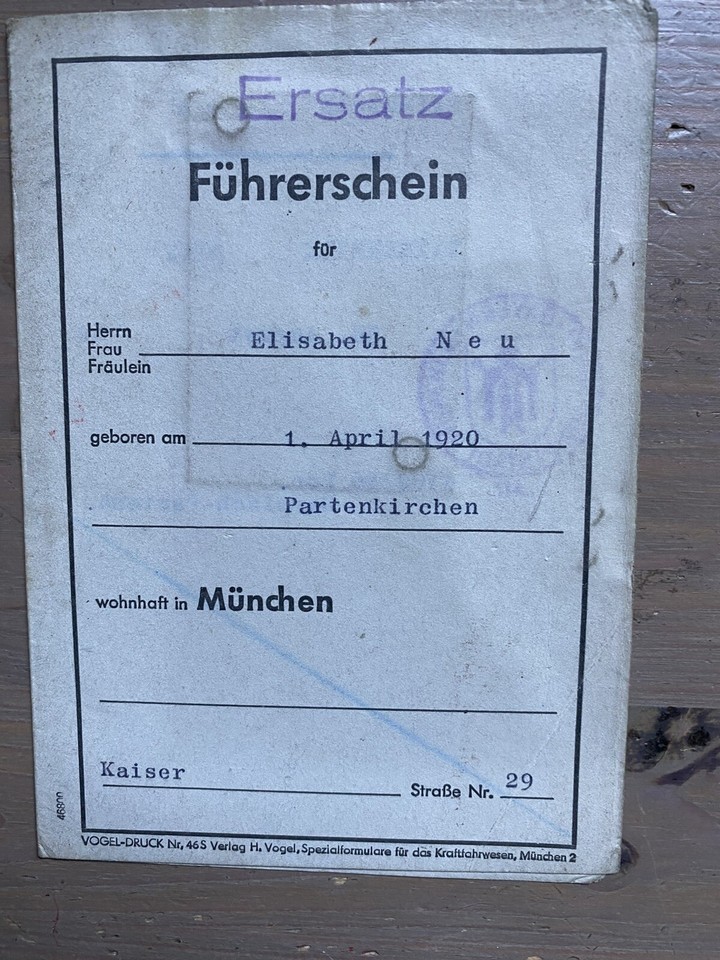 Ersatz
Führerschein
für
Herrn
Frau
Fräulein
Elisabeth Neu
geboren am 1. April 1920
Partenkirchen
wohnhaft in München
Kaiser Straße Nr. 29
46800
VOGEL-DRUCK Nr. 46S Verlag H. Vogel, Spezialformulare für das Kraftfahrwesen, München 2